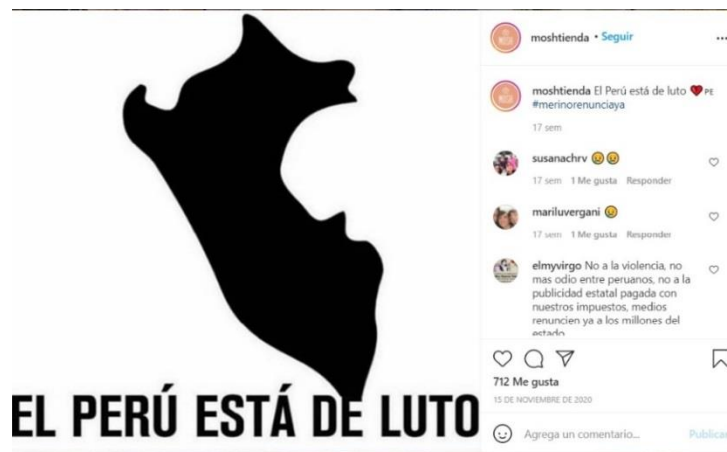 EL PERÚ ESTÁ DE LUTO
moshtienda • Seguir
moshtienda El Perú está de luto PE
#merinorenunciaya
17 sem
susanachrv
17 sem 1 Me gusta Responder
mariluvergani
17 sem 1 Me gusta Responder
elmyvirgo No a la violencia, no
mas odio entre peruanos, no a la
publicidad estatal pagada con
nuestros impuestos, medios
renuncien ya a los millones del
estado
712 Me gusta
15 DE NOVIEMBRE DE 2020
Agrega un comentario... Publicar